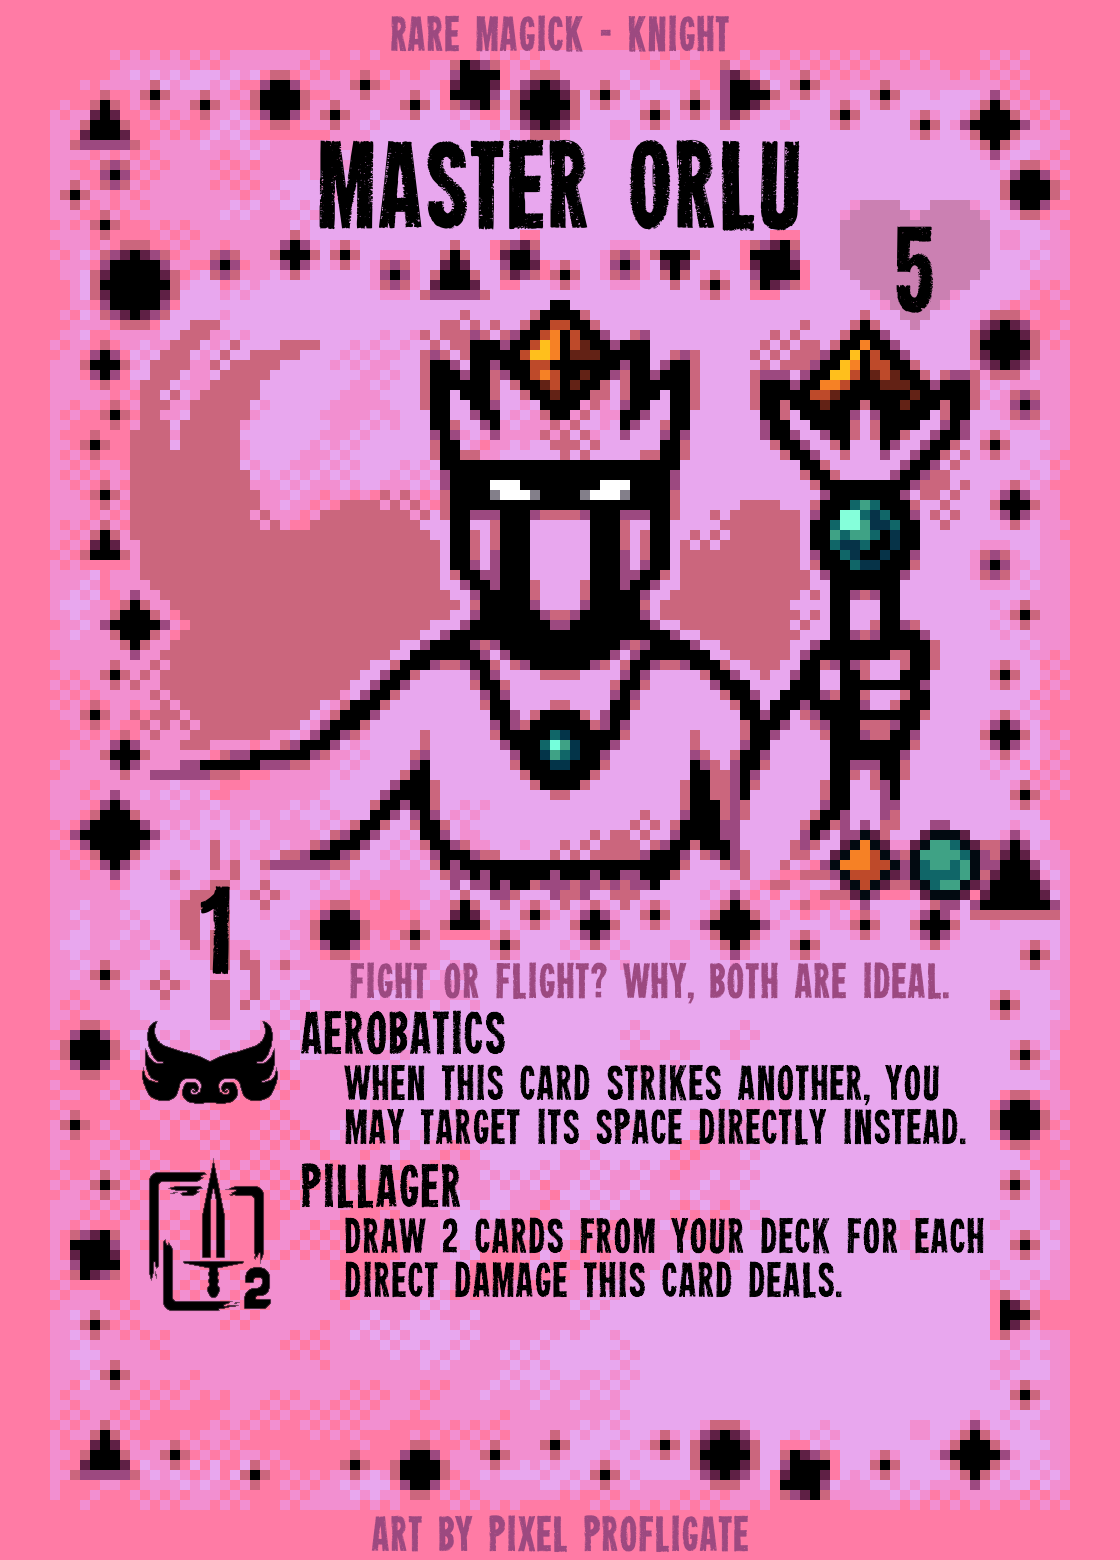 RARE MAGICK - KNIGHT
MASTER ORLU
5
1
FIGHT OR FLIGHT? WHY, BOTH ARE IDEAL.
AEROBATICS
WHEN THIS CARD STRIKES ANOTHER, YOU
MAY TARGET ITS SPACE DIRECTLY INSTEAD.
PILLAGER
DRAW 2 CARDS FROM YOUR DECK FOR EACH
DIRECT DAMAGE THIS CARD DEALS.
2
ART BY PIXEL PROFLIGATE